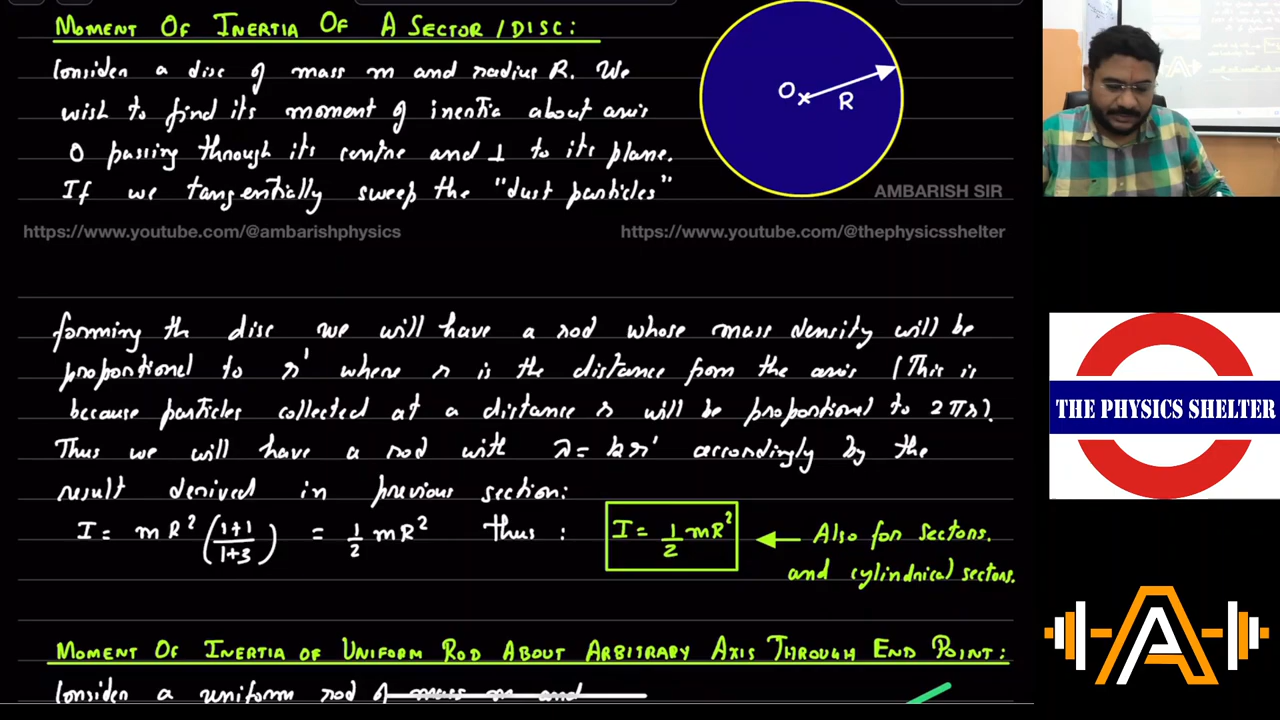 MOMENT OF INERTIA OF A SECTOR/DISC:
Consider a disc of mass m and radius R. We
wish to find its moment of inertia about axis
O passing through its centre and ⊥ to its plane.
If we tangentially sweep the "dust particles"
O
R
AMBARISH SIR
https://www.youtube.com/@ambarishphysics
https://www.youtube.com/@thephysicsshelter
forming the disc we will have a rod whose mass density will be
proportional to r¹ where r is the distance from the axis (This is
because particles collected at a distance r will be proportional to 2πr).
Thus we will have a rod with λ = kr¹ accordingly by the
result derived in previous section:
I = mR² (1+1/1+3) = 1/2 mR² thus : I = 1/2 mR² ← Also for sectors.
and cylindrical sectors.
MOMENT OF INERTIA OF UNIFORM ROD ABOUT ARBITRARY AXIS THROUGH END POINT:
Consider a uniform rod of mass m and
THE PHYSICS SHELTER
A